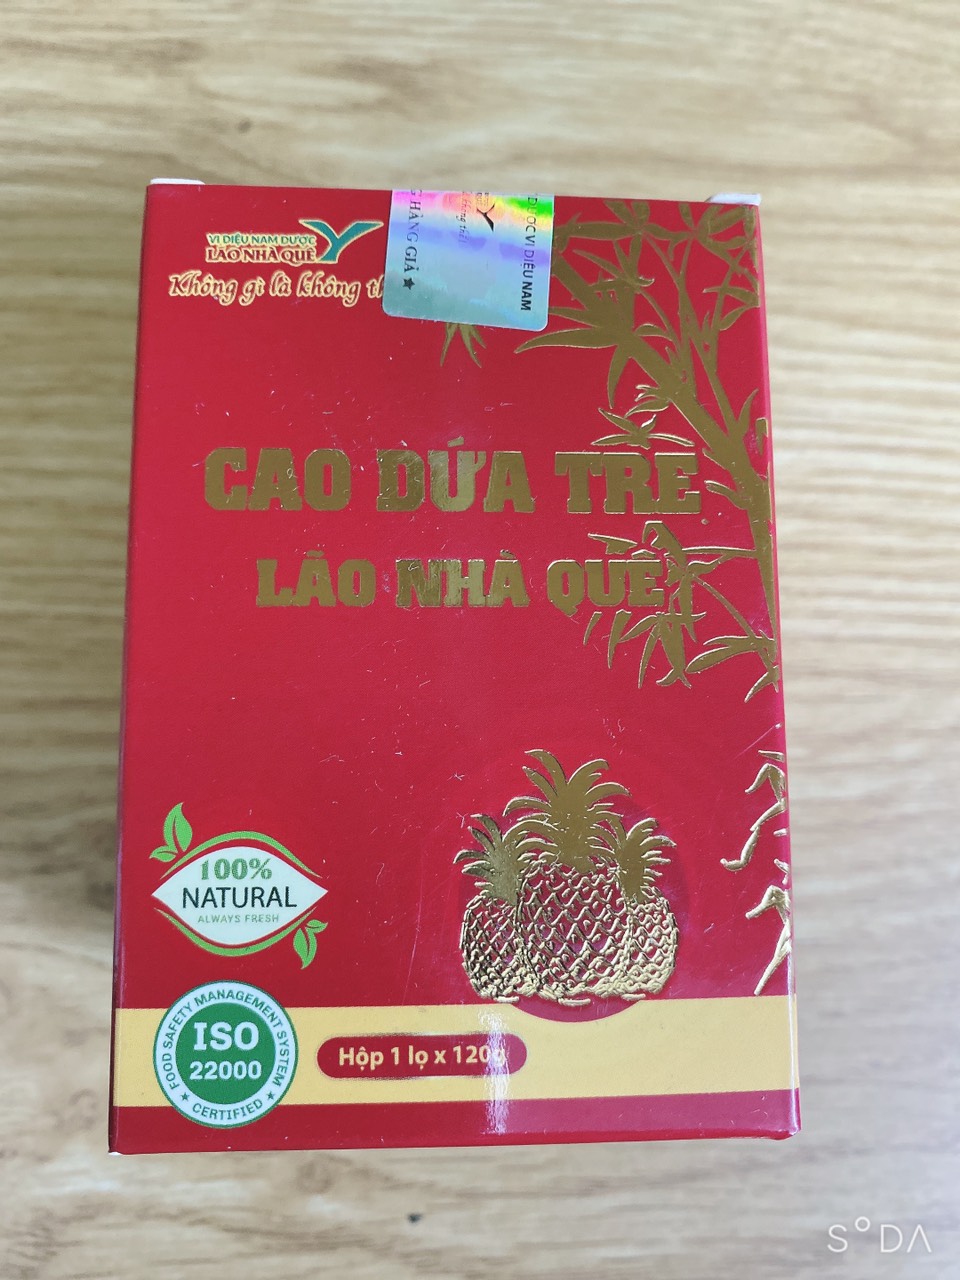 VI DIỆU NAM DƯỢC
LÃO NHÀ QUÊ
Không gì là không
HÀNG GIẢ ★
VI DIỆU NAM
CAO DỨA TRE
LÃO NHÀ QUÊ
100%
NATURAL
ALWAYS FRESH
FOOD SAFETY MANAGEMENT SYSTEM
ISO
22000
★ CERTIFIED ★
Hộp 1 lọ x 120g
S°DA